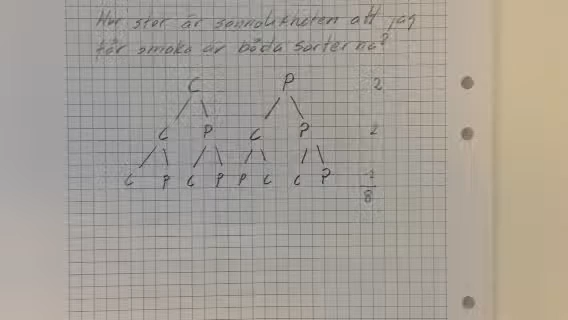 Hur stor är sannolikheten att jag
får smaka av båda sorterna?
C P 2
C P C P 2
C P C P P C C P 2
8